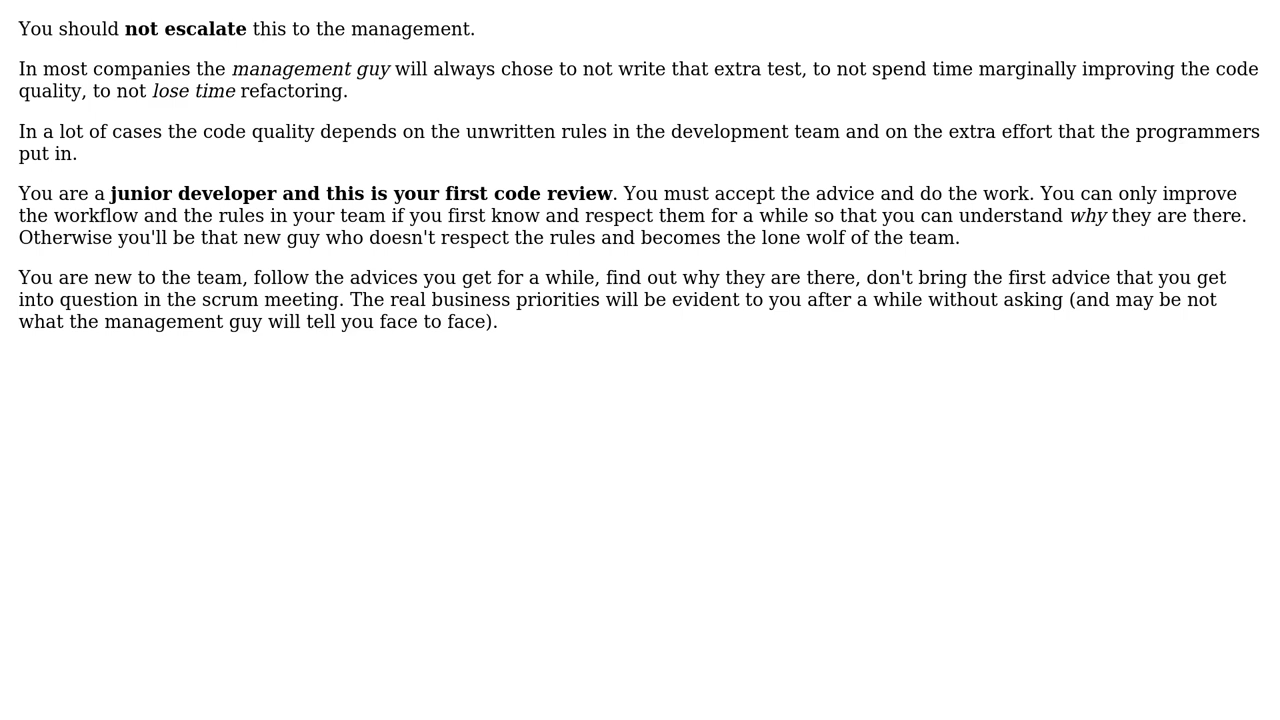 You should not escalate this to the management.
In most companies the management guy will always chose to not write that extra test, to not spend time marginally improving the code
quality, to not lose time refactoring.
In a lot of cases the code quality depends on the unwritten rules in the development team and on the extra effort that the programmers
put in.
You are a junior developer and this is your first code review. You must accept the advice and do the work. You can only improve
the workflow and the rules in your team if you first know and respect them for a while so that you can understand why they are there.
Otherwise you'll be that new guy who doesn't respect the rules and becomes the lone wolf of the team.
You are new to the team, follow the advices you get for a while, find out why they are there, don't bring the first advice that you get
into question in the scrum meeting. The real business priorities will be evident to you after a while without asking (and may be not
what the management guy will tell you face to face).